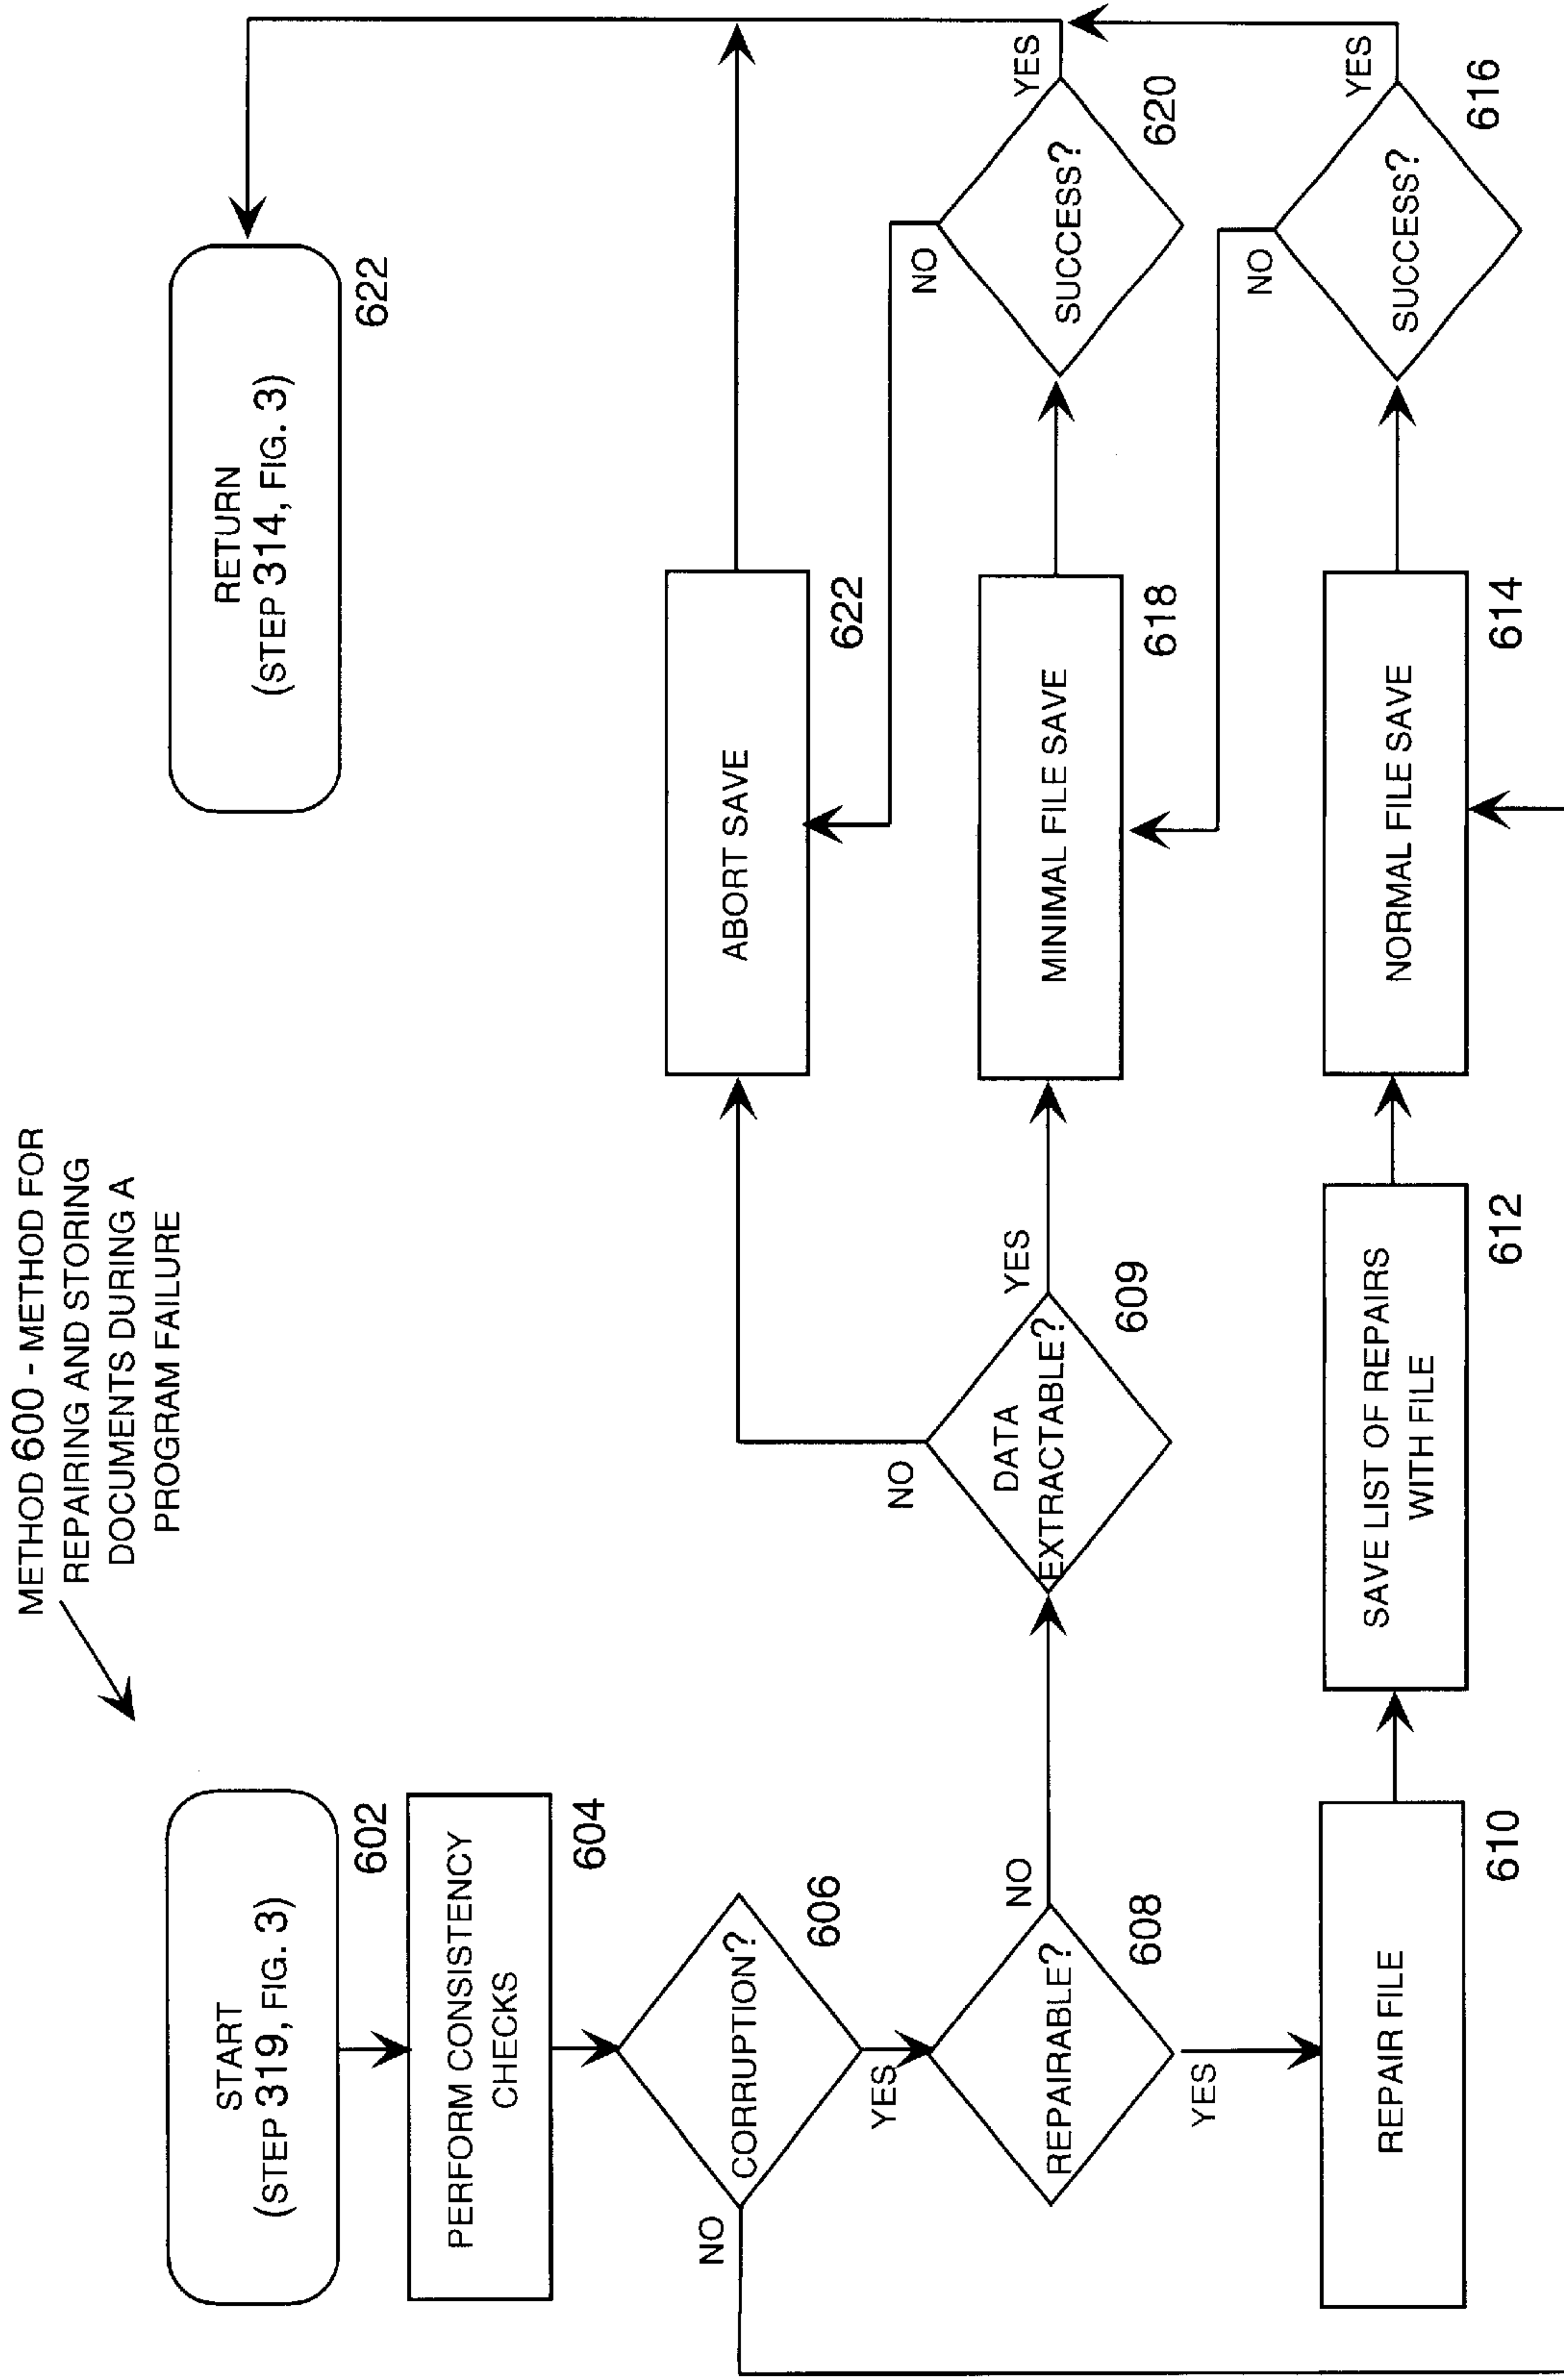 METHOD 600 - METHOD FOR
REPAIRING AND STORING
DOCUMENTS DURING A
PROGRAM FAILURE
START
(STEP 319, FIG. 3)
602
PERFORM CONSISTENCY
CHECKS
604
CORRUPTION?
606
NO
YES
REPAIRABLE?
608
NO
YES
REPAIR FILE
610
DATA
EXTRACTABLE?
609
NO
YES
SAVE LIST OF REPAIRS
WITH FILE
612
RETURN
(STEP 314, FIG. 3)
622
ABORT SAVE
622
MINIMAL FILE SAVE
618
NORMAL FILE SAVE
614
SUCCESS?
620
NO
YES
SUCCESS?
616
NO
YES